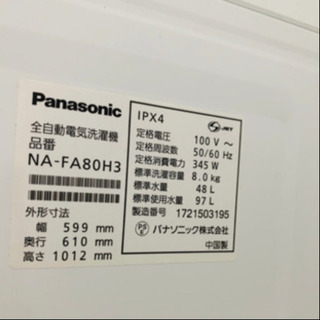 Panasonic
全自動電気洗濯機
品番
NA-FA80H3
外形寸法
幅 599 mm
奥行 610 mm
高さ 1012 mm
IPX4
JET
定格電圧 100 V ~
定格周波数 50/60 Hz
定格消費電力 345 W
標準洗濯容量 8.0 kg
標準水量 48 L
標準使用水量 97 L
製造番号 1721503195
PS E パナソニック株式会社
中国製